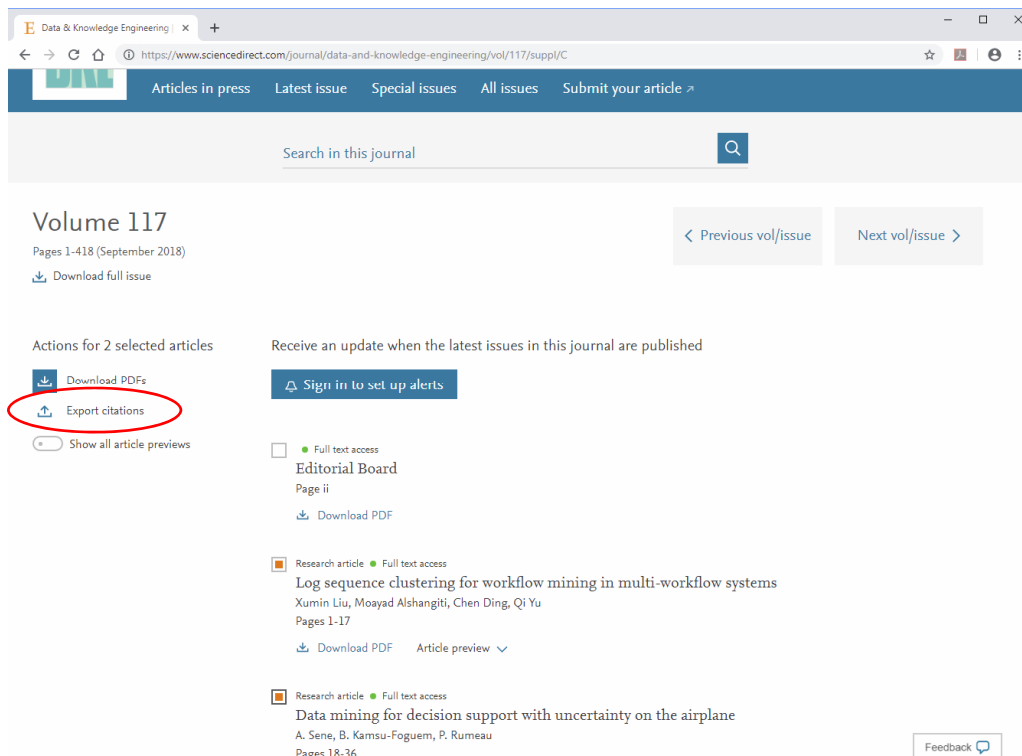 Data & Knowledge Engineering
https://www.sciencedirect.com/journal/data-and-knowledge-engineering/vol/117/suppl/C
Articles in press Latest issue Special issues All issues Submit your article ↗
Search in this journal
Volume 117
Pages 1-418 (September 2018)
Download full issue
Previous vol/issue Next vol/issue
Actions for 2 selected articles
Download PDFs
Export citations
Show all article previews
Receive an update when the latest issues in this journal are published
Sign in to set up alerts
Full text access
Editorial Board
Page ii
Download PDF
Research article Full text access
Log sequence clustering for workflow mining in multi-workflow systems
Xumin Liu, Moayad Alshangiti, Chen Ding, Qi Yu
Pages 1-17
Download PDF Article preview
Research article Full text access
Data mining for decision support with uncertainty on the airplane
A. Sene, B. Kamsu-Foguem, P. Rumeau
Pages 18-36
Feedback